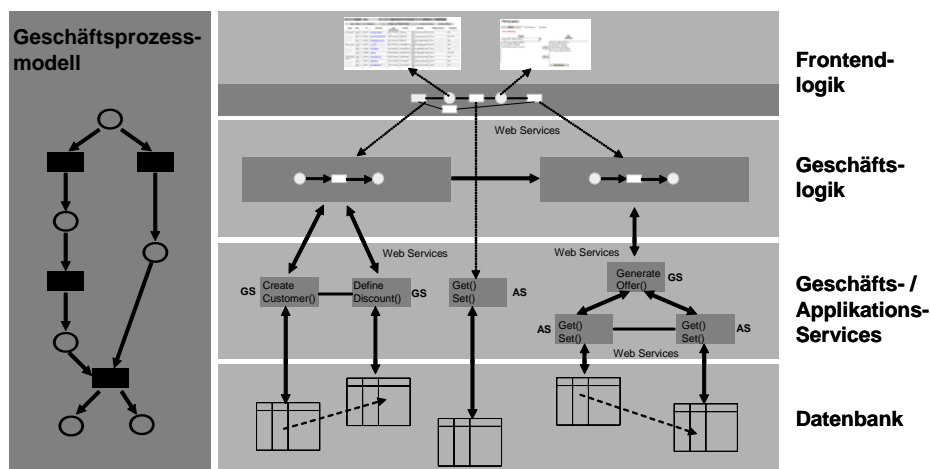 Geschäftsprozess-
modell
Frontend-
logik
Web Services
Geschäfts-
logik
Web Services
Web Services
GS
Create
Customer()
Define
Discount()
GS
Get()
Set()
AS
Generate
Offer()
GS
AS
Get()
Set()
Get()
Set()
AS
Web Services
Geschäfts- /
Applikations-
Services
Datenbank